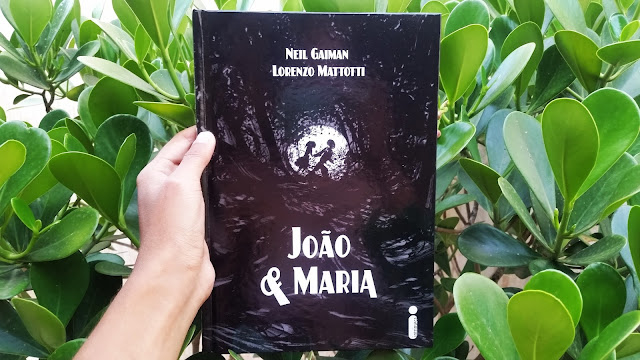 NEIL GAIMAN
LORENZO MATTOTTI
JOÃO
& MARIA